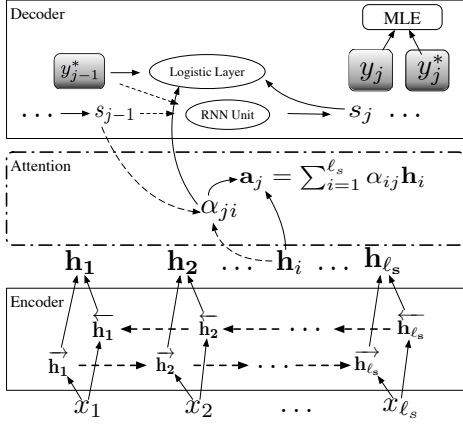 Decoder
MLE
y*_{j−1} Logistic Layer y_j y*_j
... s_{j−1} RNN Unit s_j ...
Attention
a_j = ∑_{i=1}^{ℓ_s} α_{ij} h_i
α_{ji}
h_1 h_2 ... h_i ... h_{ℓ_s}
Encoder
←h_1 ←h_2 ... ←h_{ℓ_s}
→h_1 →h_2 ... →h_{ℓ_s}
x_1 x_2 ... x_{ℓ_s}